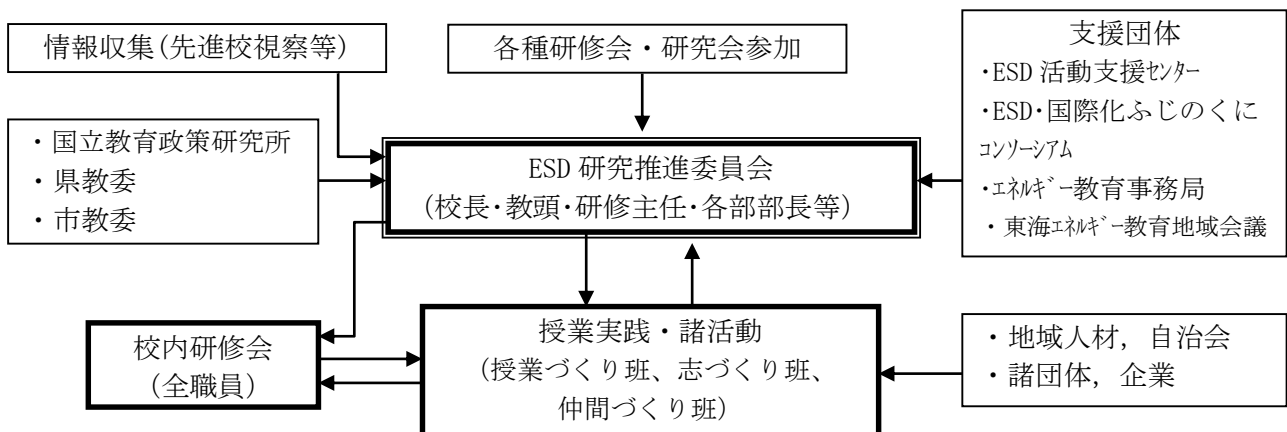 情報収集(先進校視察等)
各種研修会・研究会参加
支援団体
・ESD 活動支援ｾﾝﾀｰ
・ESD・国際化ふじのくに
ｺﾝｿｰｼｱﾑ
・ｴﾈﾙｷﾞｰ教育事務局
・東海ｴﾈﾙｷﾞｰ教育地域会議
・国立教育政策研究所
・県教委
・市教委
ESD 研究推進委員会
(校長・教頭・研修主任・各部部長等)
校内研修会
(全職員)
授業実践・諸活動
(授業づくり班、志づくり班、
仲間づくり班)
・地域人材，自治会
・諸団体，企業